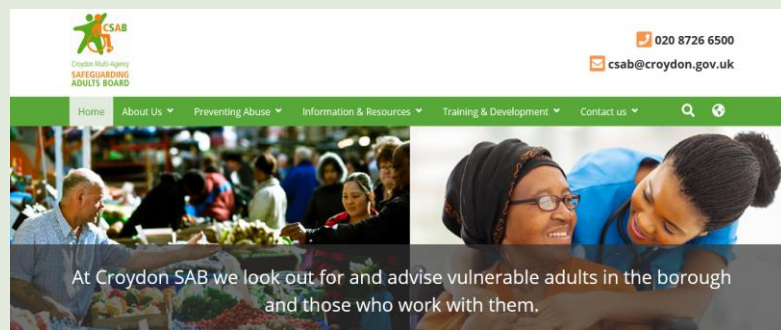 CSAB
Croydon Multi-Agency
SAFEGUARDING
ADULTS BOARD
020 8726 6500
csab@croydon.gov.uk
Home About Us Preventing Abuse Information & Resources Training & Development Contact us
At Croydon SAB we look out for and advise vulnerable adults in the borough
and those who work with them.